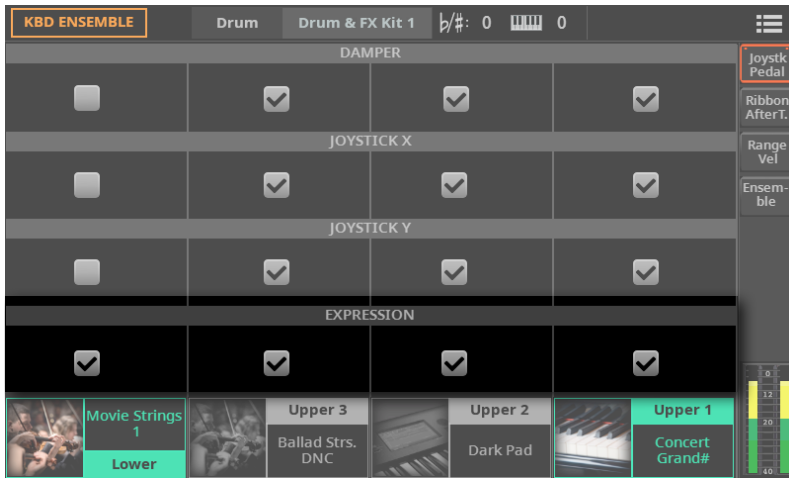 KBD ENSEMBLE Drum Drum & FX Kit 1 ♭/♯: 0 0
DAMPER
Joystk
Pedal
Ribbon
AfterT.
JOYSTICK X
Range
Vel
Ensem-
ble
JOYSTICK Y
EXPRESSION
0
12
20
40
Movie Strings
1
Lower
Upper 3
Ballad Strs.
DNC
Upper 2
Dark Pad
Upper 1
Concert
Grand#